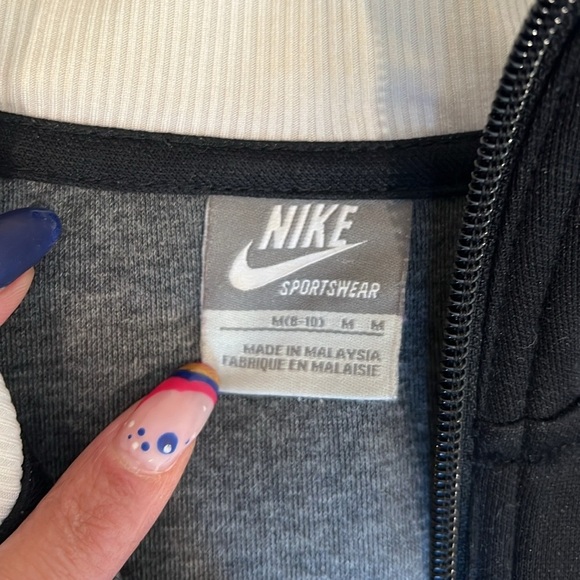 NIKE
SPORTSWEAR
M(8-10) M M
MADE IN MALAYSIA
FABRIQUE EN MALAISIE